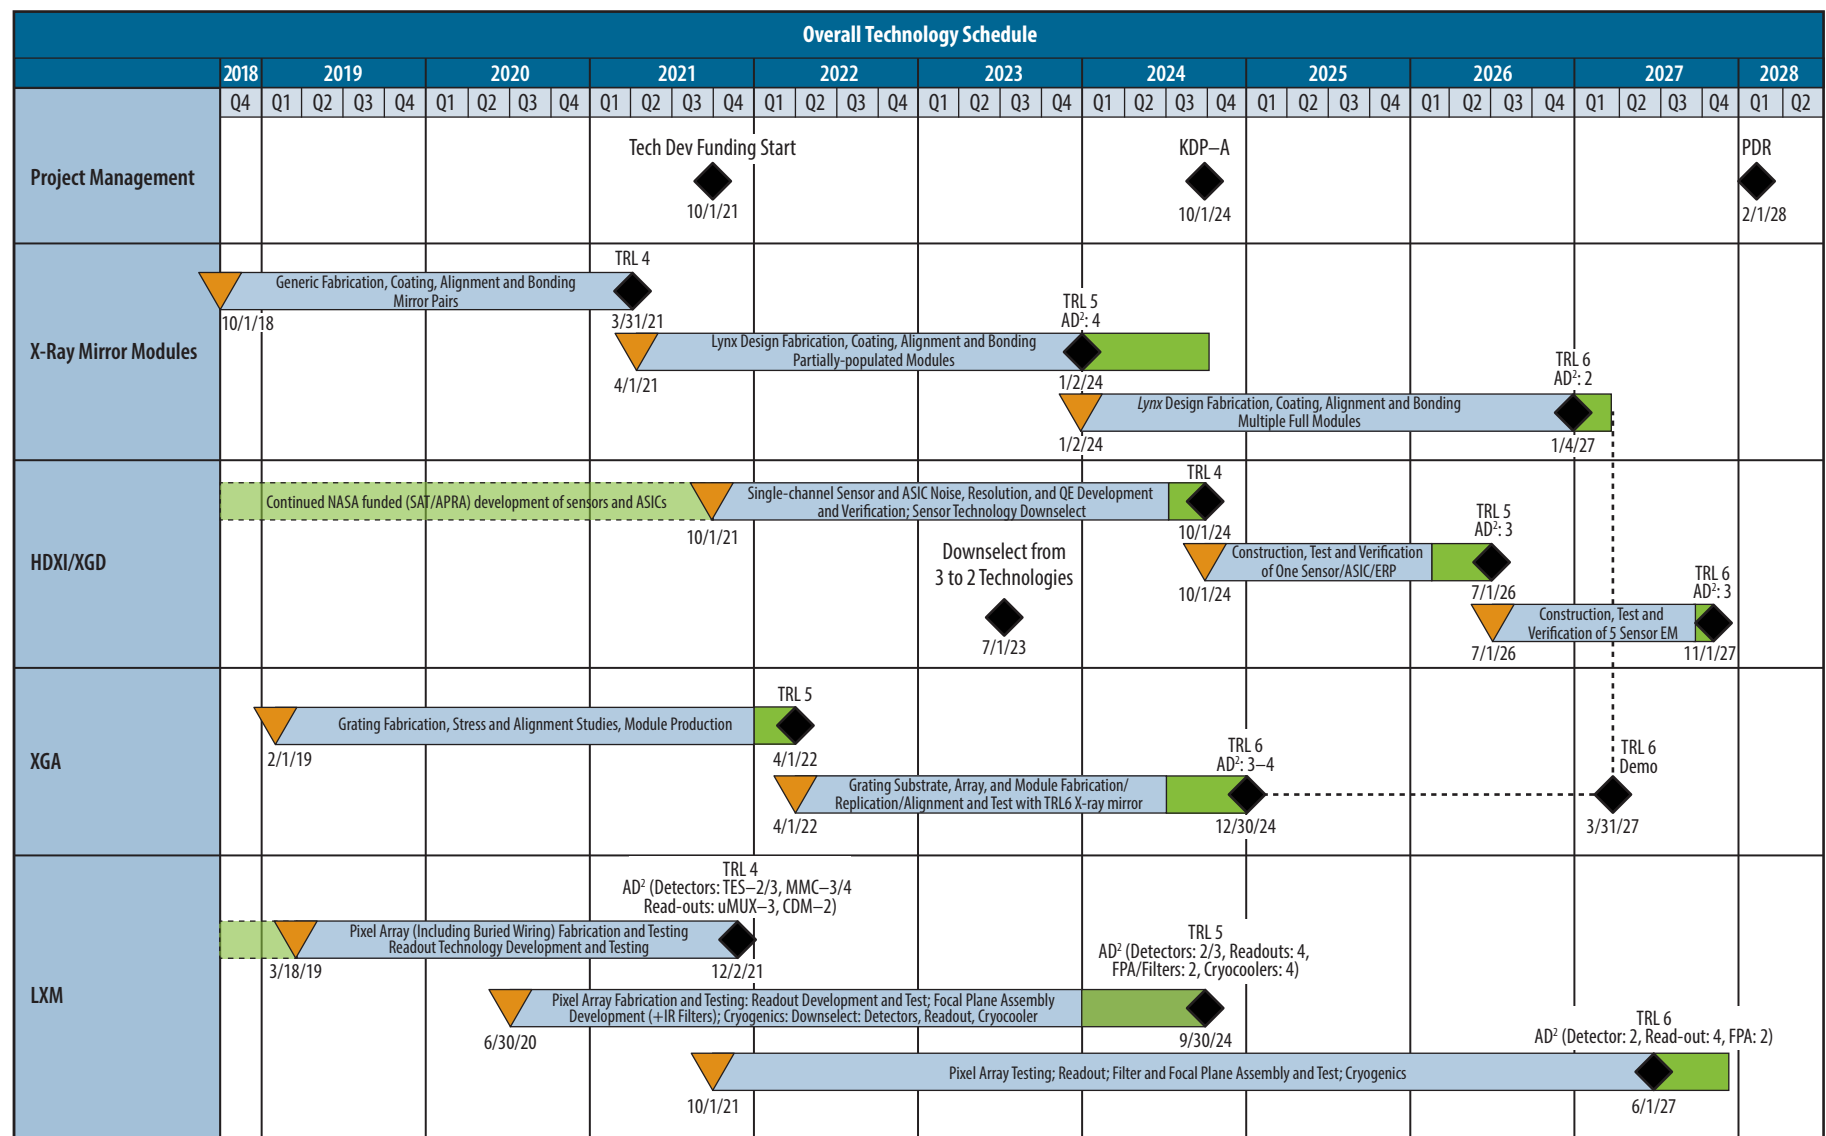 Overall Technology Schedule
2018 2019 2020 2021 2022 2023 2024 2025 2026 2027 2028
Q4 Q1 Q2 Q3 Q4 Q1 Q2 Q3 Q4 Q1 Q2 Q3 Q4 Q1 Q2 Q3 Q4 Q1 Q2 Q3 Q4 Q1 Q2 Q3 Q4 Q1 Q2 Q3 Q4 Q1 Q2 Q3 Q4 Q1 Q2 Q3 Q4 Q1 Q2
Project Management
Tech Dev Funding Start
10/1/21
KDP–A
10/1/24
PDR
2/1/28
X-Ray Mirror Modules
TRL 4
Generic Fabrication, Coating, Alignment and Bonding
Mirror Pairs
10/1/18
3/31/21
TRL 5
AD²: 4
Lynx Design Fabrication, Coating, Alignment and Bonding
Partially-populated Modules
4/1/21
1/2/24
TRL 6
AD²: 2
Lynx Design Fabrication, Coating, Alignment and Bonding
Multiple Full Modules
1/2/24
1/4/27
HDXI/XGD
TRL 4
Continued NASA funded (SAT/APRA) development of sensors and ASICs
Single-channel Sensor and ASIC Noise, Resolution, and QE Development
and Verification; Sensor Technology Downselect
10/1/21
10/1/24
TRL 5
AD²: 3
Construction, Test and Verification
of One Sensor/ASIC/ERP
10/1/24
7/1/26
Downselect from
3 to 2 Technologies
7/1/23
TRL 6
AD²: 3
Construction, Test and
Verification of 5 Sensor EM
7/1/26
11/1/27
XGA
TRL 5
Grating Fabrication, Stress and Alignment Studies, Module Production
2/1/19
4/1/22
TRL 6
AD²: 3–4
Grating Substrate, Array, and Module Fabrication/
Replication/Alignment and Test with TRL6 X-ray mirror
4/1/22
12/30/24
TRL 6
Demo
3/31/27
LXM
TRL 4
AD² (Detectors: TES–2/3, MMC–3/4
Read-outs: uMUX–3, CDM–2)
Pixel Array (Including Buried Wiring) Fabrication and Testing
Readout Technology Development and Testing
3/18/19
12/2/21
TRL 5
AD² (Detectors: 2/3, Readouts: 4,
FPA/Filters: 2, Cryocoolers: 4)
Pixel Array Fabrication and Testing: Readout Development and Test; Focal Plane Assembly
Development (+IR Filters); Cryogenics: Downselect: Detectors, Readout, Cryocooler
6/30/20
9/30/24
TRL 6
AD² (Detector: 2, Read-out: 4, FPA: 2)
Pixel Array Testing; Readout; Filter and Focal Plane Assembly and Test; Cryogenics
10/1/21
6/1/27